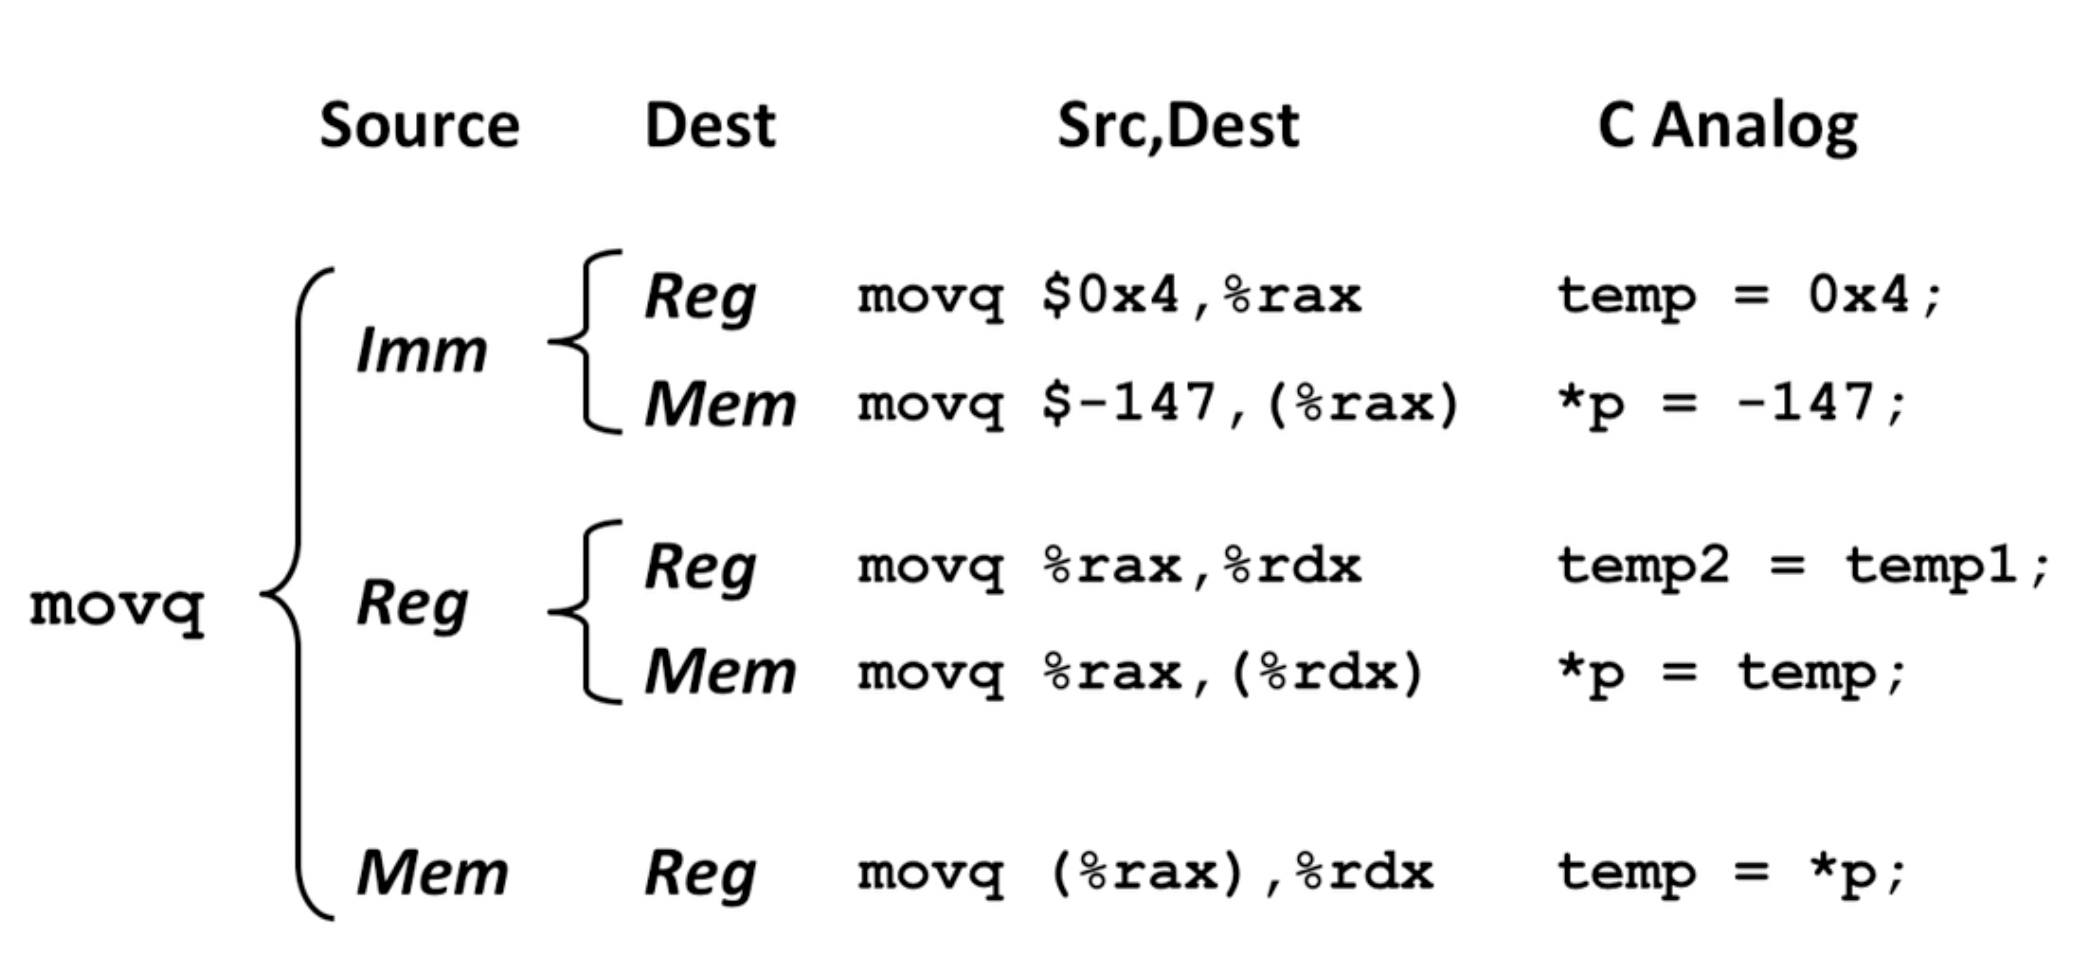 Source Dest Src,Dest C Analog
Imm Reg movq $0x4,%rax temp = 0x4;
Mem movq $-147,(%rax) *p = -147;
movq Reg Reg movq %rax,%rdx temp2 = temp1;
Mem movq %rax,(%rdx) *p = temp;
Mem Reg movq (%rax),%rdx temp = *p;